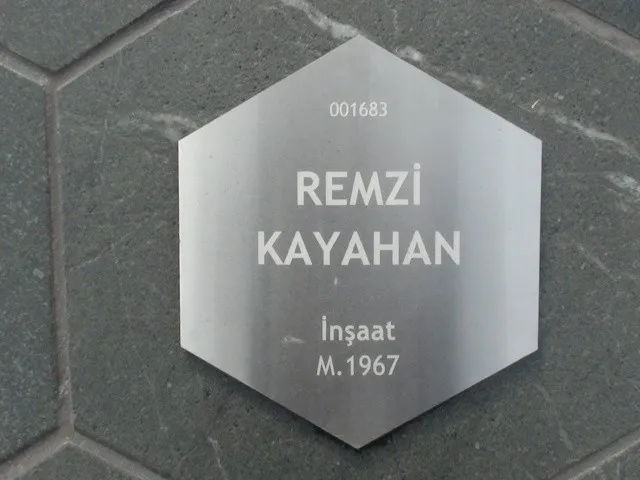 001683
REMZİ
KAYAHAN
İnşaat
M.1967